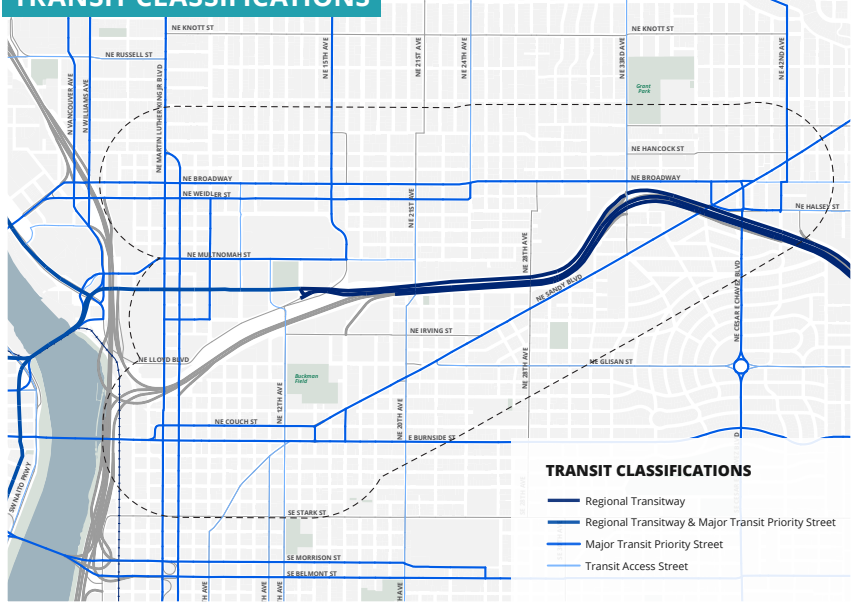 TRANSIT CLASSIFICATIONS
NE KNOTT ST
NE KNOTT ST
NE RUSSELL ST
N VANCOUVER AVE
N WILLIAMS AVE
NE MARTIN LUTHER KING JR BLVD
NE 15TH AVE
NE 21ST AVE
NE 24TH AVE
NE 33RD AVE
NE 42ND AVE
Grant
Park
NE HANCOCK ST
NE BROADWAY
NE BROADWAY
NE WEIDLER ST
NE 21ST AVE
NE HALSEY ST
NE MULTNOMAH ST
NE 28TH AVE
NE SANDY BLVD
NE CESAR E CHAVEZ BLVD
NE IRVING ST
NE LLOYD BLVD
NE GLISAN ST
NE 28TH AVE
Buckman
Field
NE 12TH AVE
NE 20TH AVE
NE COUCH ST
E BURNSIDE ST
SW NAITO PKWY
SE STARK ST
SE MORRISON ST
SE BELMONT ST
TRANSIT CLASSIFICATIONS
Regional Transitway
Regional Transitway & Major Transit Priority Street
Major Transit Priority Street
Transit Access Street